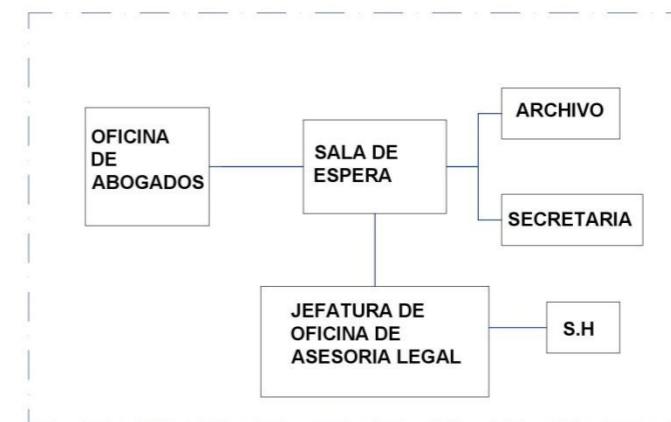 OFICINA
DE
ABOGADOS
SALA DE
ESPERA
ARCHIVO
SECRETARIA
JEFATURA DE
OFICINA DE
ASESORIA LEGAL
S.H